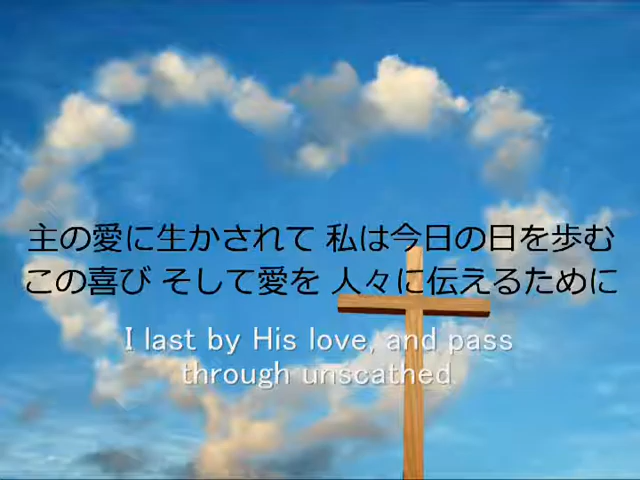 主の愛に生かされて 私は今日の日を歩む
この喜び そして愛を 人々に伝えるために
I last by His love, and pass
through unscathed